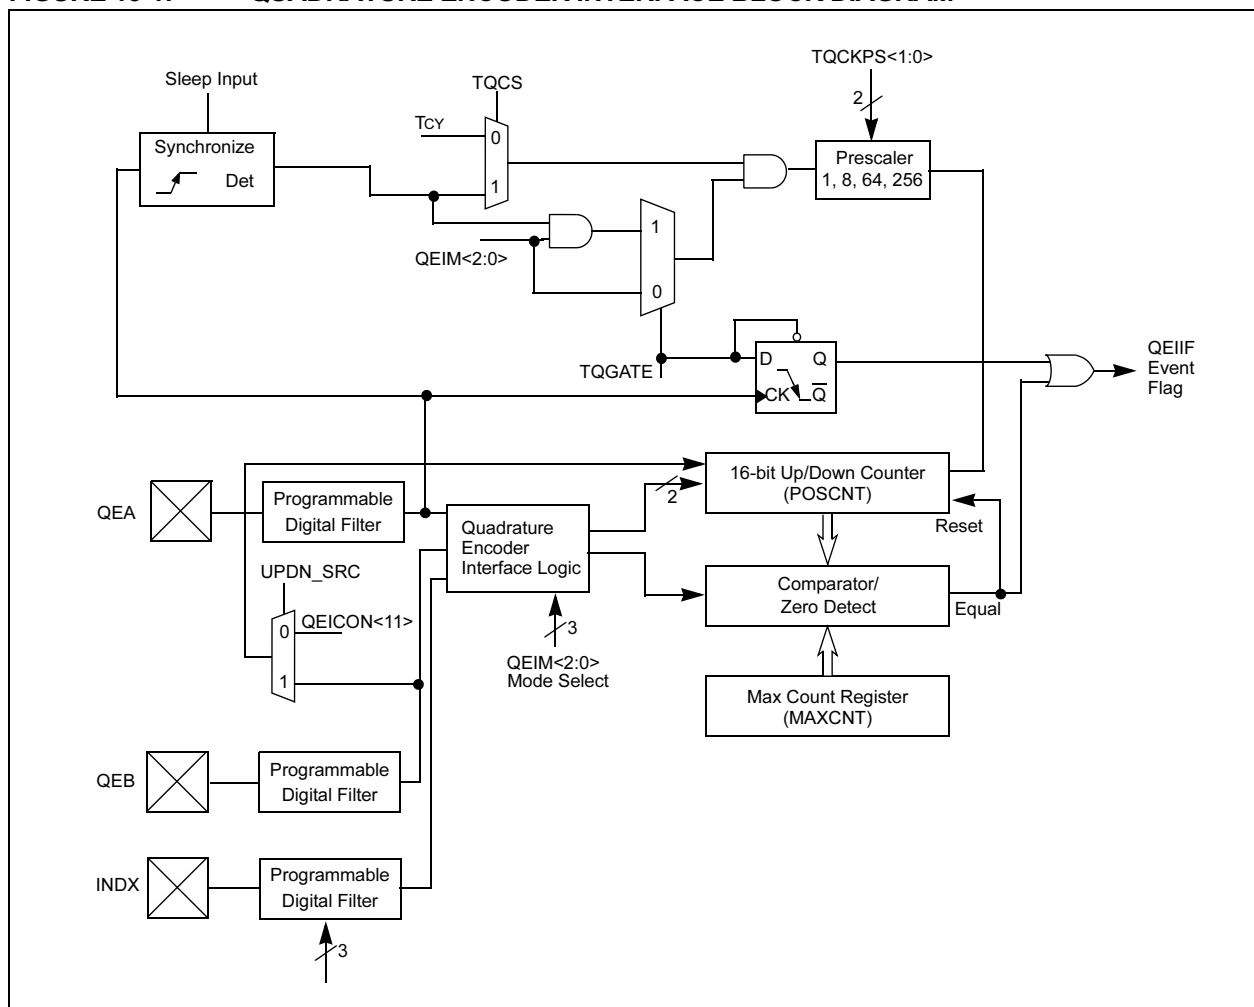 TQCKPS<1:0>
Sleep Input
TQCS
2
TCY
0
Synchronize
Det
1
Prescaler
1, 8, 64, 256
1
QEIM<2:0>
0
D
Q
TQGATE
CK
Q
QEIIF
Event
Flag
16-bit Up/Down Counter
(POSCNT)
2
Reset
QEA
Programmable
Digital Filter
Quadrature
Encoder
Interface Logic
UPDN_SRC
0
QEICON<11>
1
Comparator/
Zero Detect
Equal
3
QEIM<2:0>
Mode Select
Max Count Register
(MAXCNT)
QEB
Programmable
Digital Filter
INDX
Programmable
Digital Filter
3